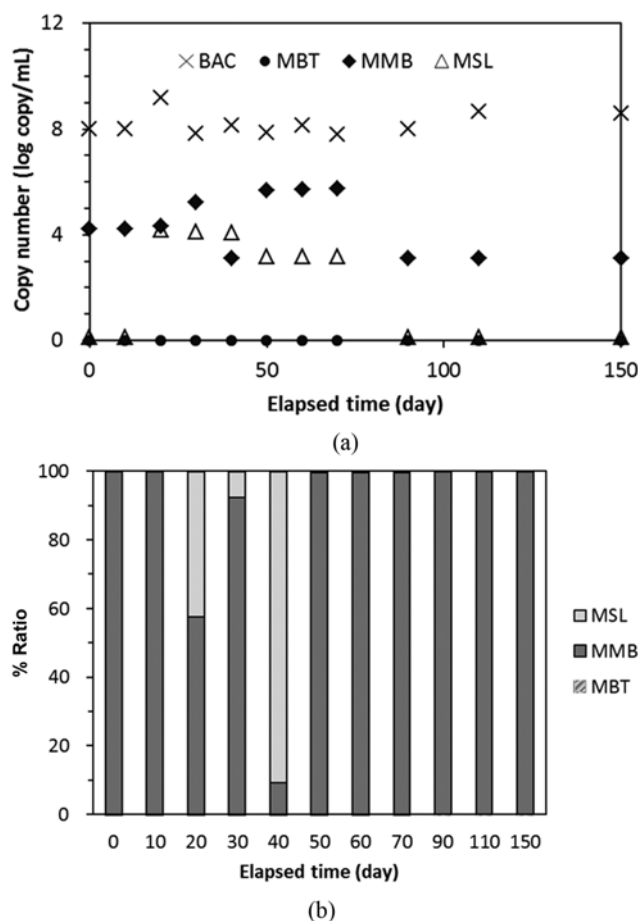 12
BAC MBT MMB MSL
8
4
0
0 50 100 150
Copy number (log copy/mL)
Elapsed time (day)
(a)
100
80
60
40
20
0
% Ratio
MSL
MMB
MBT
0 10 20 30 40 50 60 70 90 110 150
Elapsed time (day)
(b)